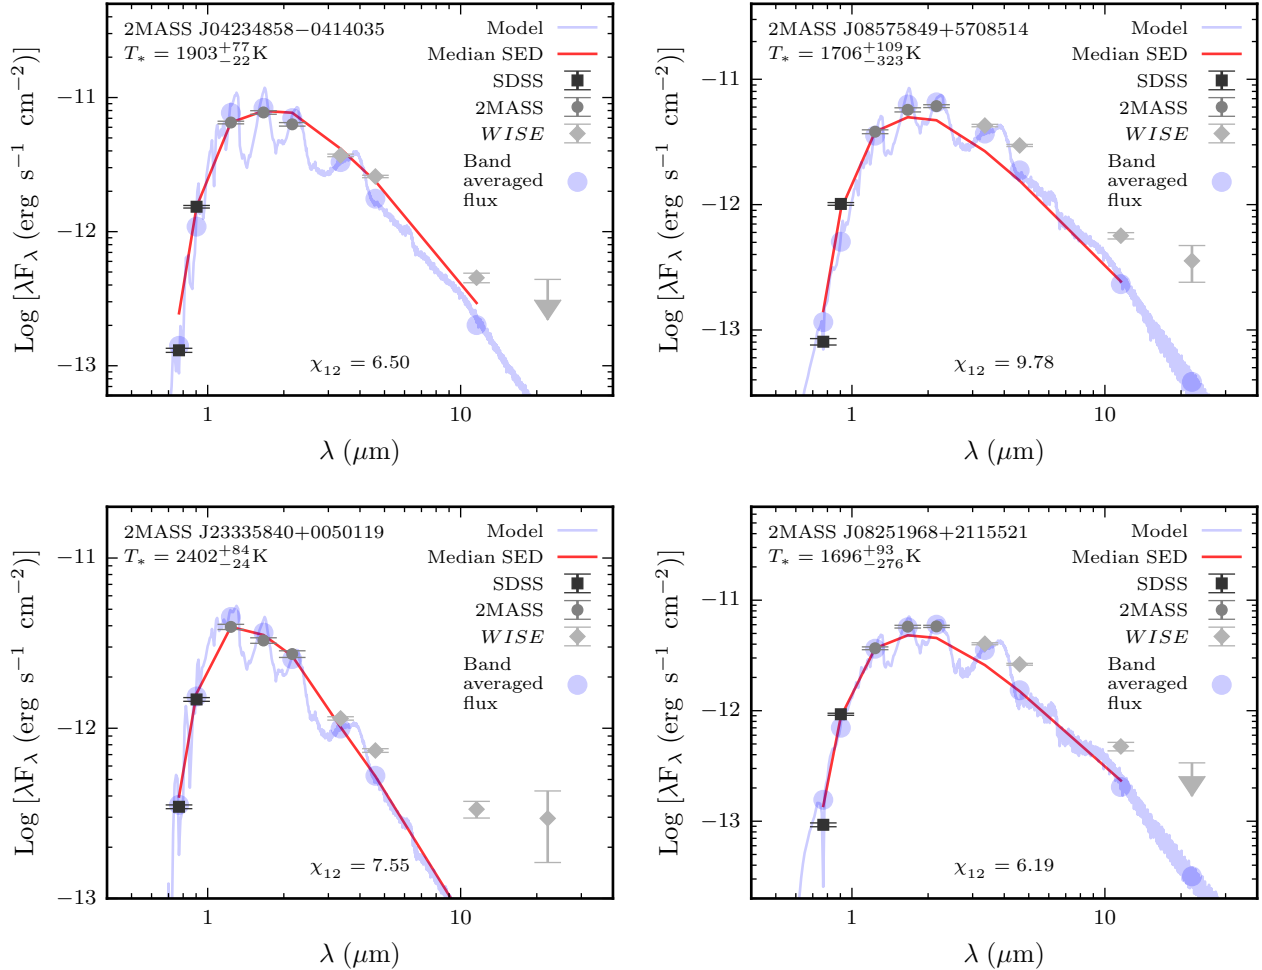 2MASS J04234858−0414035
T* = 1903 +77 −22 K
Model
Median SED
SDSS
2MASS
WISE
Band
averaged
flux
χ12 = 6.50
−11
−12
−13
1
10
λ (μm)
Log [λFλ (erg s−1 cm−2)]
2MASS J08575849+5708514
T* = 1706 +109 −323 K
Model
Median SED
SDSS
2MASS
WISE
Band
averaged
flux
χ12 = 9.78
−11
−12
−13
1
10
λ (μm)
Log [λFλ (erg s−1 cm−2)]
2MASS J23335840+0050119
T* = 2402 +84 −24 K
Model
Median SED
SDSS
2MASS
WISE
Band
averaged
flux
χ12 = 7.55
−11
−12
−13
1
10
λ (μm)
Log [λFλ (erg s−1 cm−2)]
2MASS J08251968+2115521
T* = 1696 +93 −276 K
Model
Median SED
SDSS
2MASS
WISE
Band
averaged
flux
χ12 = 6.19
−11
−12
−13
1
10
λ (μm)
Log [λFλ (erg s−1 cm−2)]